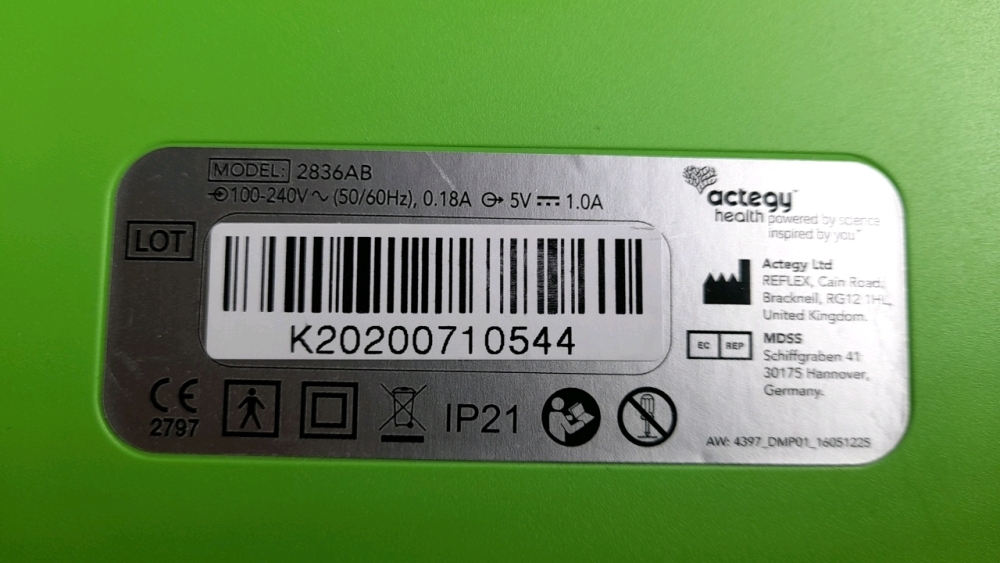 MODEL: 2836AB
100-240V ~ (50/60Hz), 0.18A 5V ⎓ 1.0A
LOT
K20200710544
CE
2797
IP21
actegy™
health powered by science
inspired by you™
Actegy Ltd
REFLEX, Cain Road,
Bracknell, RG12 1HL,
United Kingdom.
EC REP
MDSS
Schiffgraben 41
30175 Hannover,
Germany.
AW: 4397_DMP01_16051225